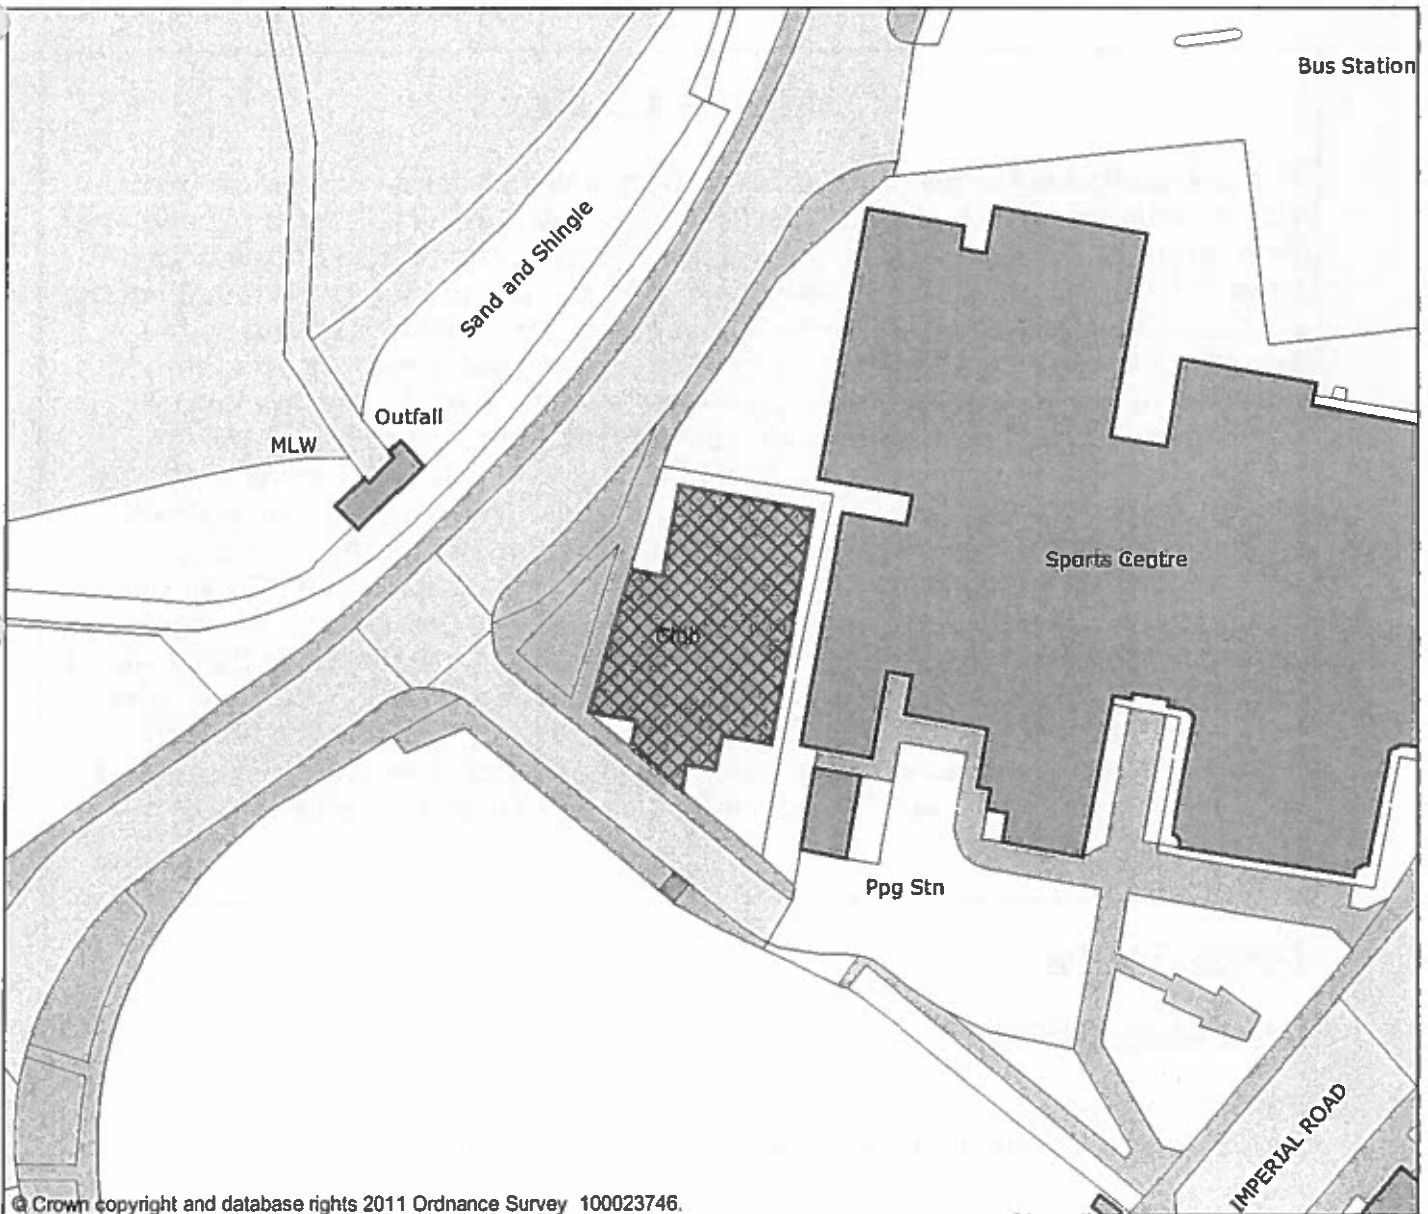 Bus Station
Sand and Shingle
Outfall
MLW
Sports Centre
Club
Ppg Stn
IMPERIAL ROAD
© Crown copyright and database rights 2011 Ordnance Survey 100023746.